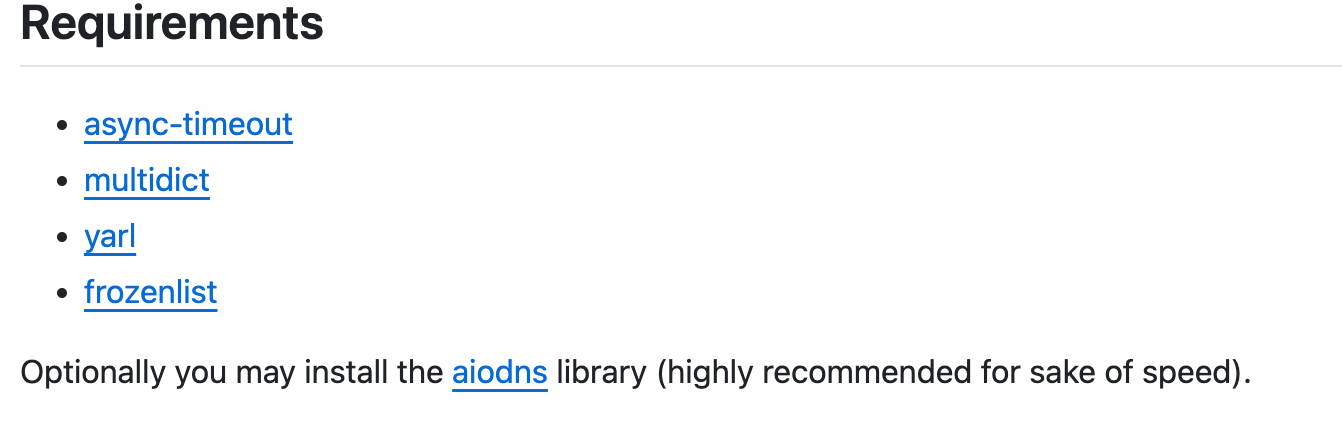 Requirements
async-timeout
multidict
yarl
frozenlist
Optionally you may install the aiodns library (highly recommended for sake of speed).